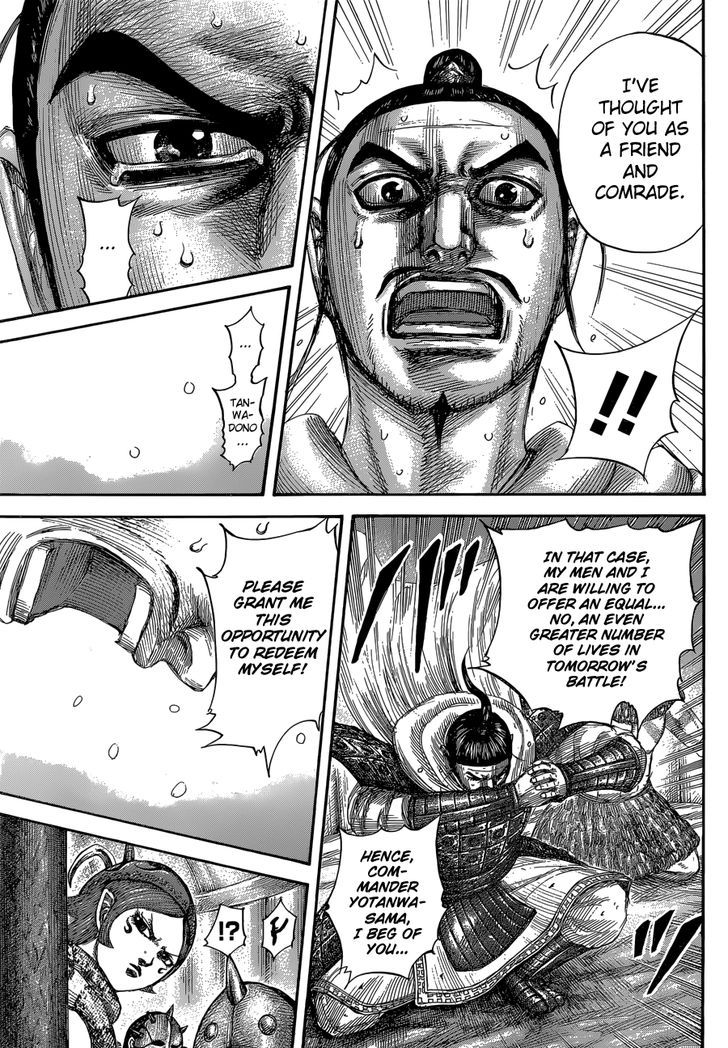 I'VE
THOUGHT
OF YOU AS
A FRIEND
AND
COMRADE.
!!
...
...
TAN-
WA-
DONO
...
IN THAT CASE,
MY MEN AND I
ARE WILLING TO
OFFER AN EQUAL...
NO, AN EVEN
GREATER NUMBER
OF LIVES IN
TOMORROW'S
BATTLE!
HENCE,
COM-
MANDER
YOTANWA-
SAMA,
I BEG OF
YOU...
PLEASE
GRANT ME
THIS
OPPORTUNITY
TO REDEEM
MYSELF!
!?